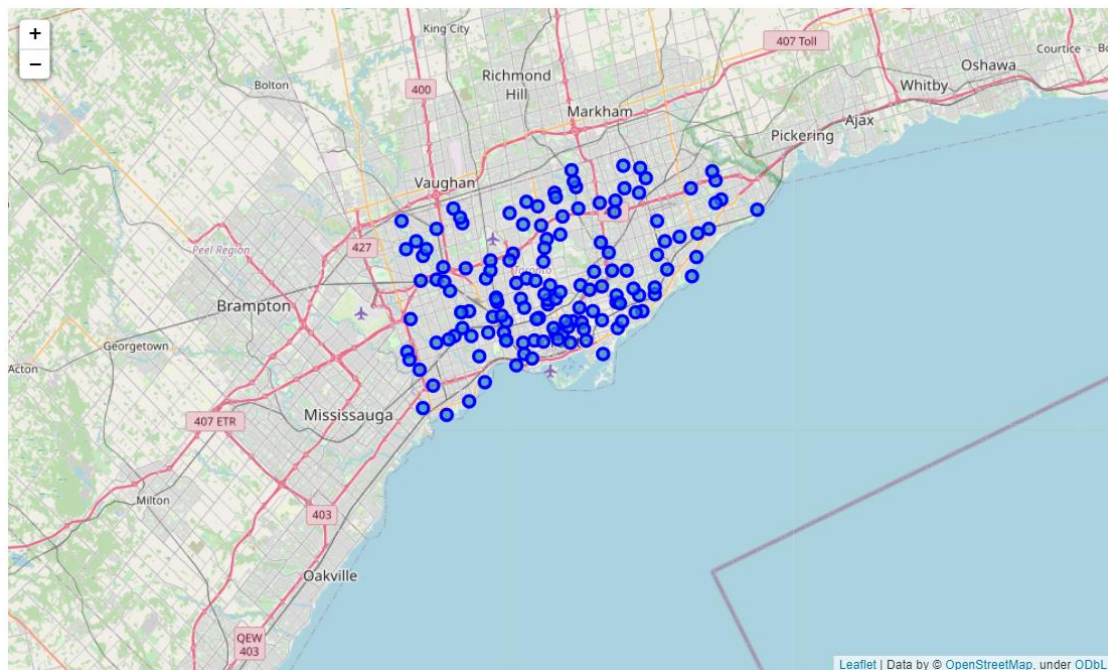 +
−
King City
407 Toll
Courtice
Oshawa
Richmond
Hill
Bolton
400
Whitby
Markham
Ajax
Pickering
Vaughan
427
Peel Region
Brampton
Georgetown
Acton
Mississauga
407 ETR
Milton
403
Oakville
QEW
403
Leaflet | Data by © OpenStreetMap, under ODbL.